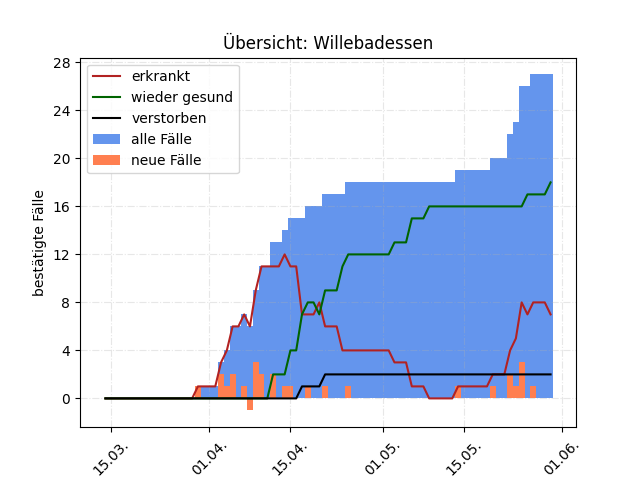 Übersicht: Willebadessen
erkrankt
wieder gesund
verstorben
alle Fälle
neue Fälle
bestätigte Fälle
28
24
20
16
12
8
4
0
15.03.
01.04.
15.04.
01.05.
15.05.
01.06.